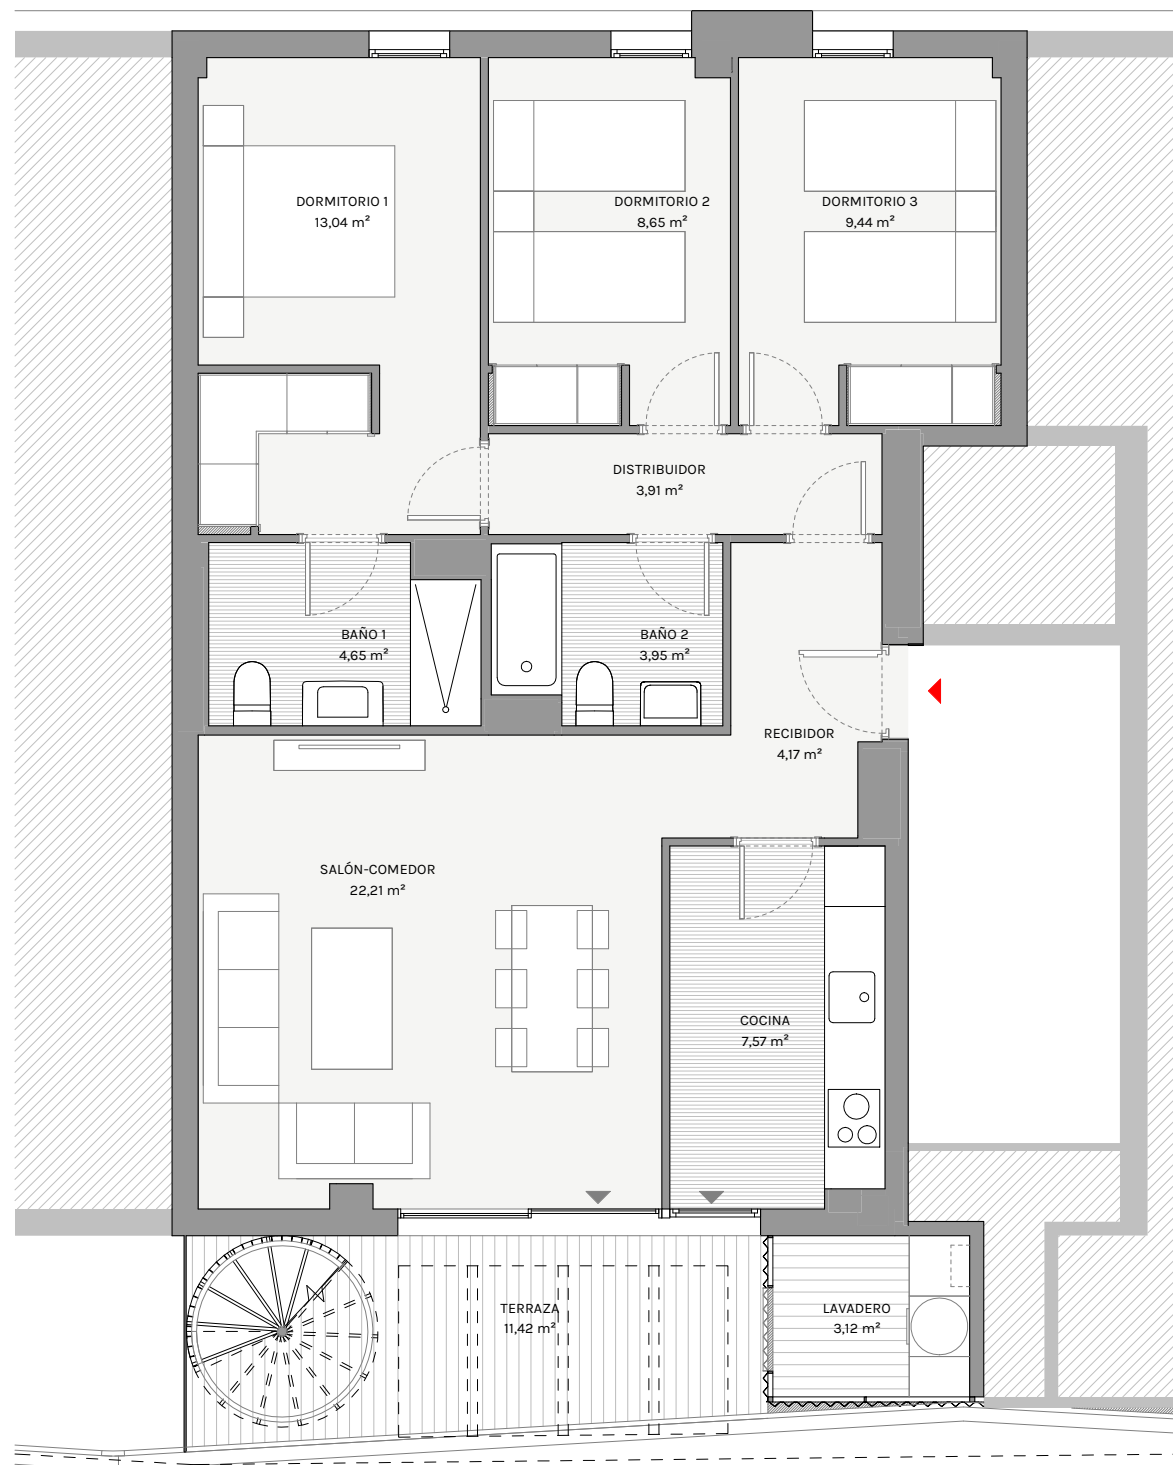 DORMITORIO 1
13,04 m²
DORMITORIO 2
8,65 m²
DORMITORIO 3
9,44 m²
DISTRIBUIDOR
3,91 m²
BAÑO 1
4,65 m²
BAÑO 2
3,95 m²
RECIBIDOR
4,17 m²
SALÓN-COMEDOR
22,21 m²
COCINA
7,57 m²
TERRAZA
11,42 m²
LAVADERO
3,12 m²